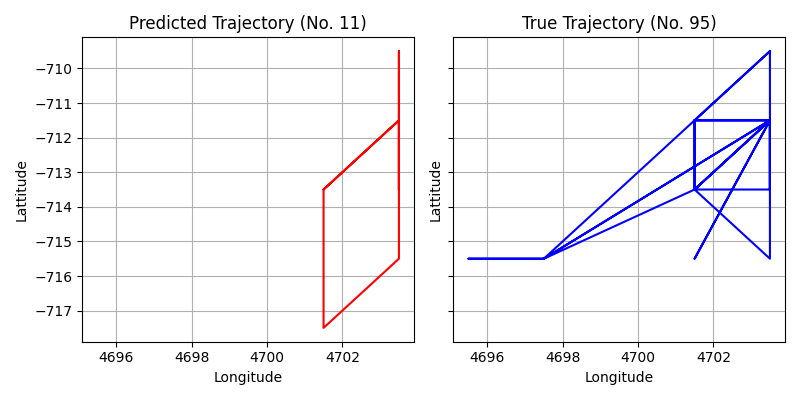 Predicted Trajectory (No. 11)
True Trajectory (No. 95)
Lattitude
−710
−711
−712
−713
−714
−715
−716
−717
4696
4698
4700
4702
Longitude
Lattitude
4696
4698
4700
4702
Longitude